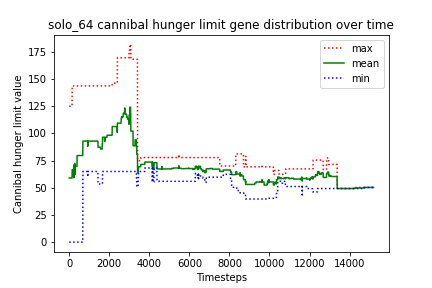 solo_64 cannibal hunger limit gene distribution over time
max
mean
min
Cannibal hunger limit value
175
150
125
100
75
50
25
0
0 2000 4000 6000 8000 10000 12000 14000
Timesteps